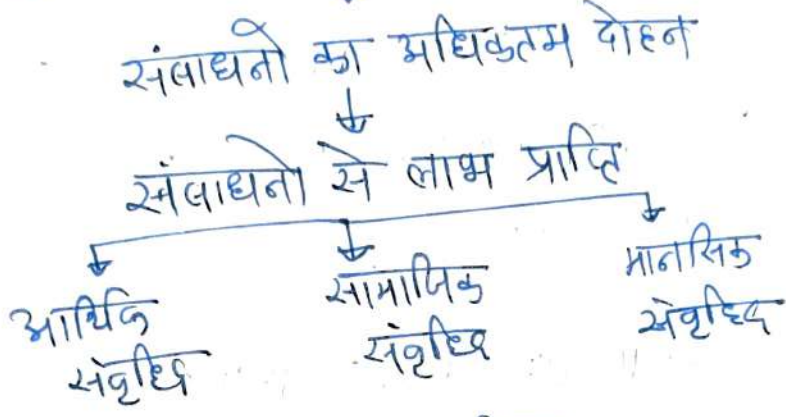 संसाधनो का अधिकतम दोहन
↓
संसाधनो से लाभ प्राप्ति
आर्थिक सामाजिक मानसिक
संवृद्धि संवृद्धि संवृद्धि